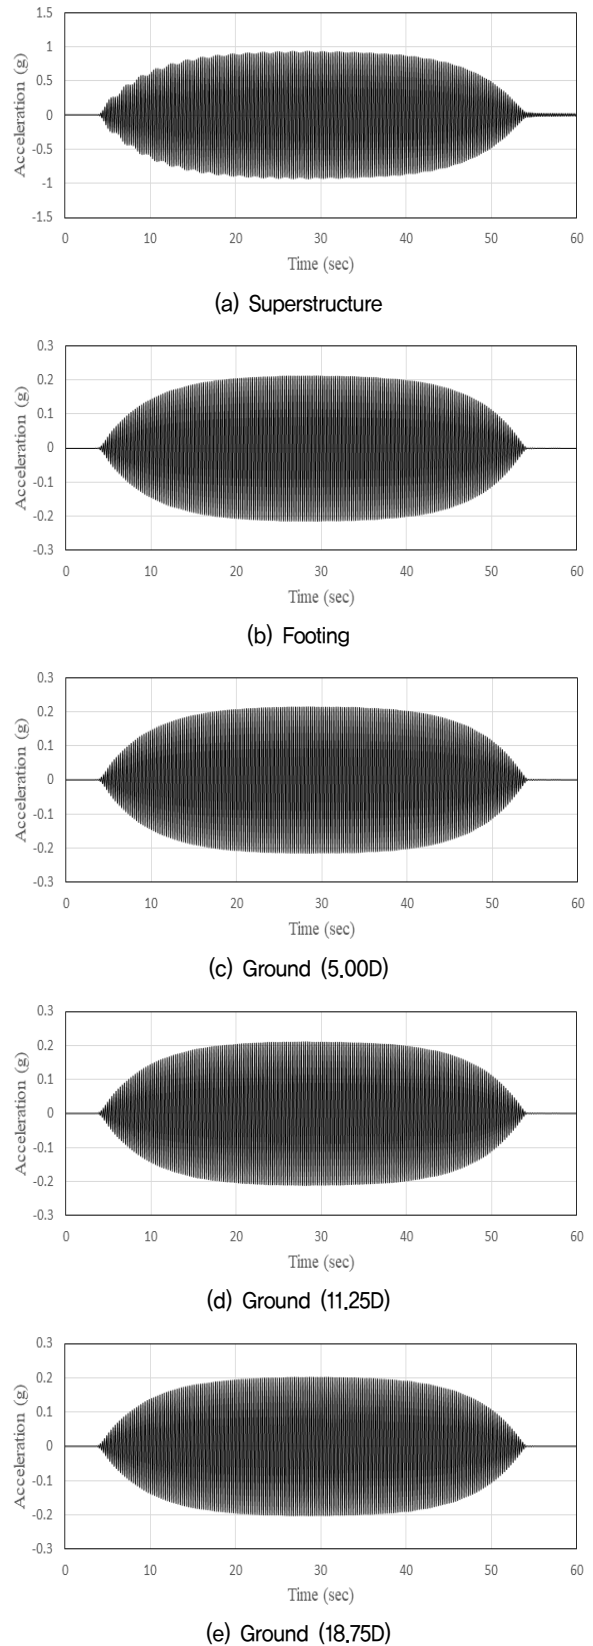 1.5
1
0.5
0
-0.5
-1
-1.5
Acceleration (g)
0 10 20 30 40 50 60
Time (sec)
(a) Superstructure
0.3
0.2
0.1
0
-0.1
-0.2
-0.3
Acceleration (g)
0 10 20 30 40 50 60
Time (sec)
(b) Footing
0.3
0.2
0.1
0
-0.1
-0.2
-0.3
Acceleration (g)
0 10 20 30 40 50 60
Time (sec)
(c) Ground (5.00D)
0.3
0.2
0.1
0
-0.1
-0.2
-0.3
Acceleration (g)
0 10 20 30 40 50 60
Time (sec)
(d) Ground (11.25D)
0.3
0.2
0.1
0
-0.1
-0.2
-0.3
Acceleration (g)
0 10 20 30 40 50 60
Time (sec)
(e) Ground (18.75D)